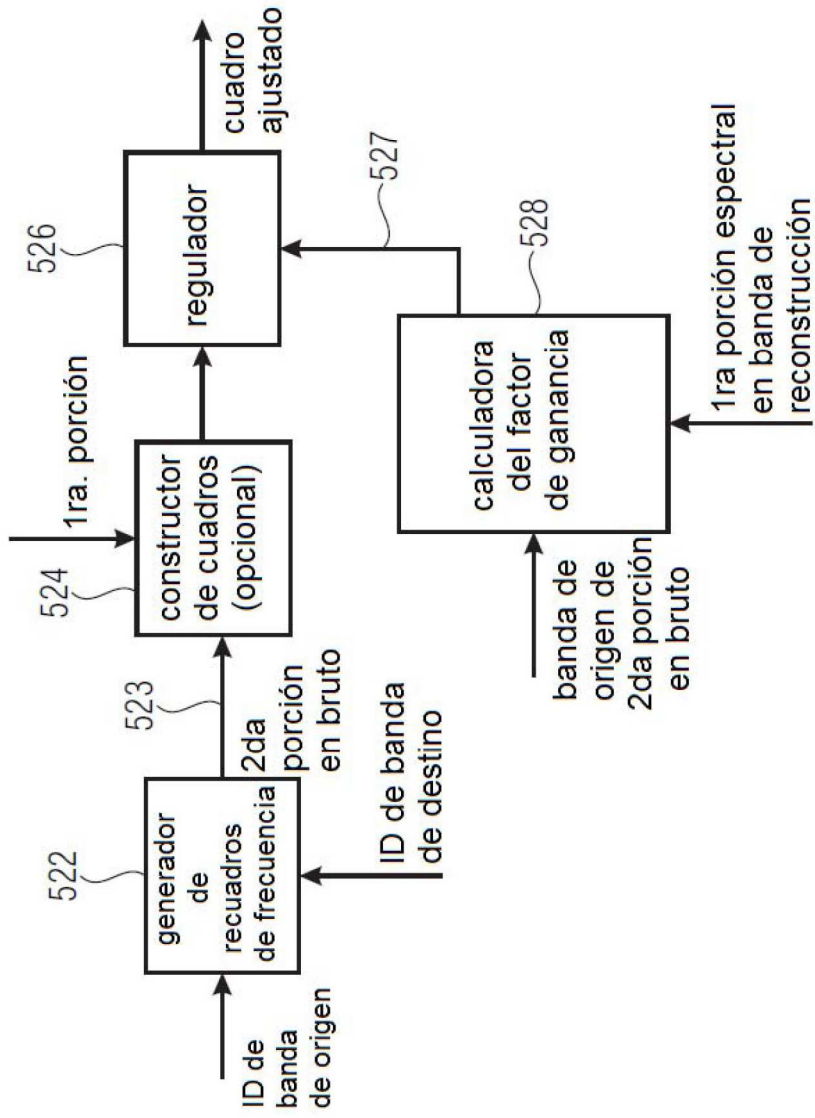 522
generador
de
recuadros
de frecuencia
ID de
banda
de origen
ID de banda
de destino
523
2da
porción
en bruto
524
1ra. porción
constructor
de cuadros
(opcional)
526
regulador
cuadro
ajustado
527
528
calculadora
del factor
de ganancia
banda de
origen de
2da porción
en bruto
1ra porción espectral
en banda de
reconstrucción